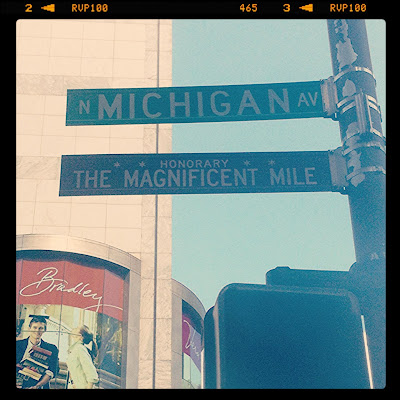 2 RVP100 465 3 RVP100
N MICHIGAN AV
HONORARY
THE MAGNIFICENT MILE
Bradley